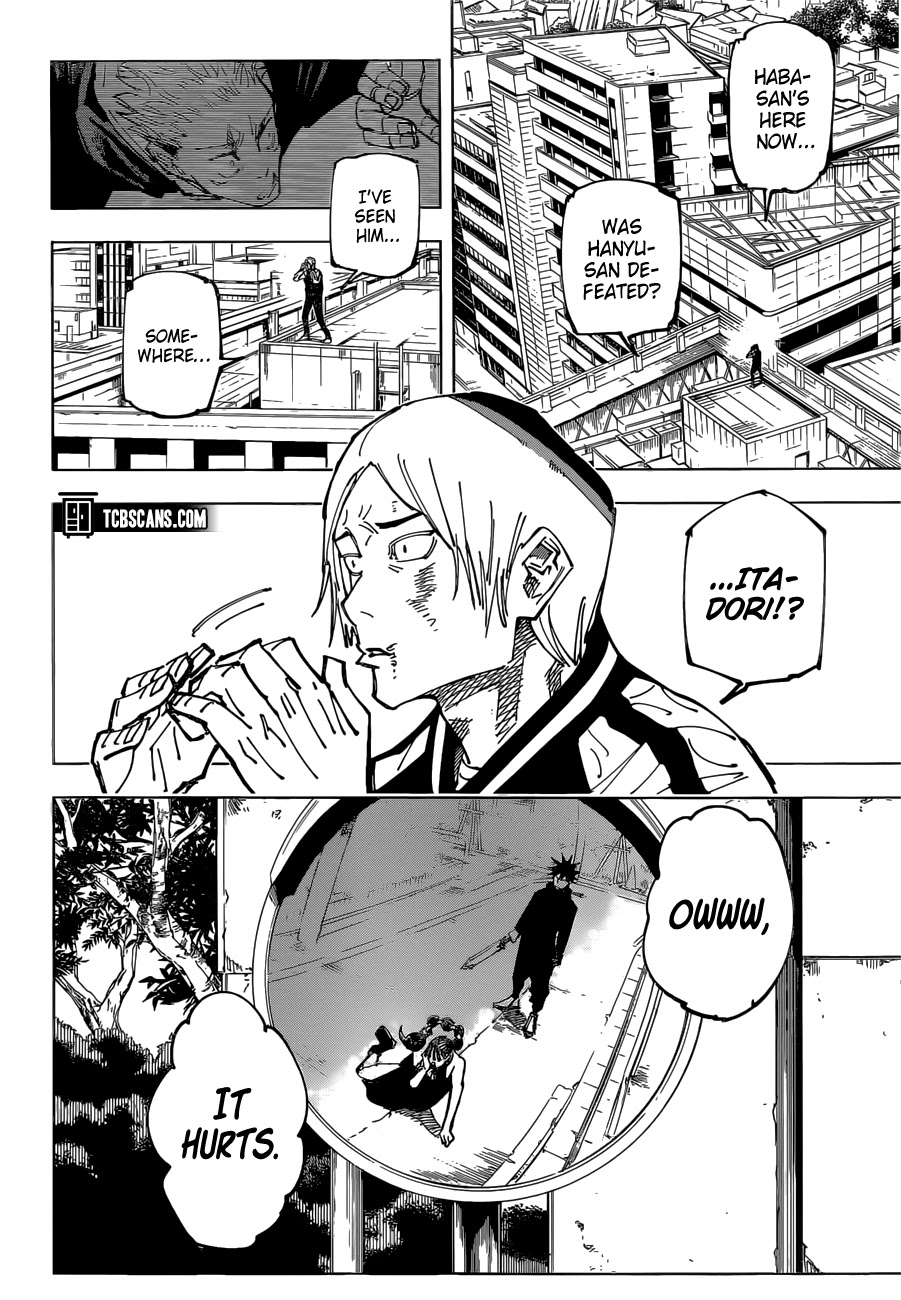 HABA-
SAN'S
HERE
NOW...
WAS
HANYU-
SAN DE-
FEATED?
I'VE
SEEN
HIM...
SOME-
WHERE...
TCBSCANS.COM
...ITA-
DORI!?
OWWW,
IT
HURTS.